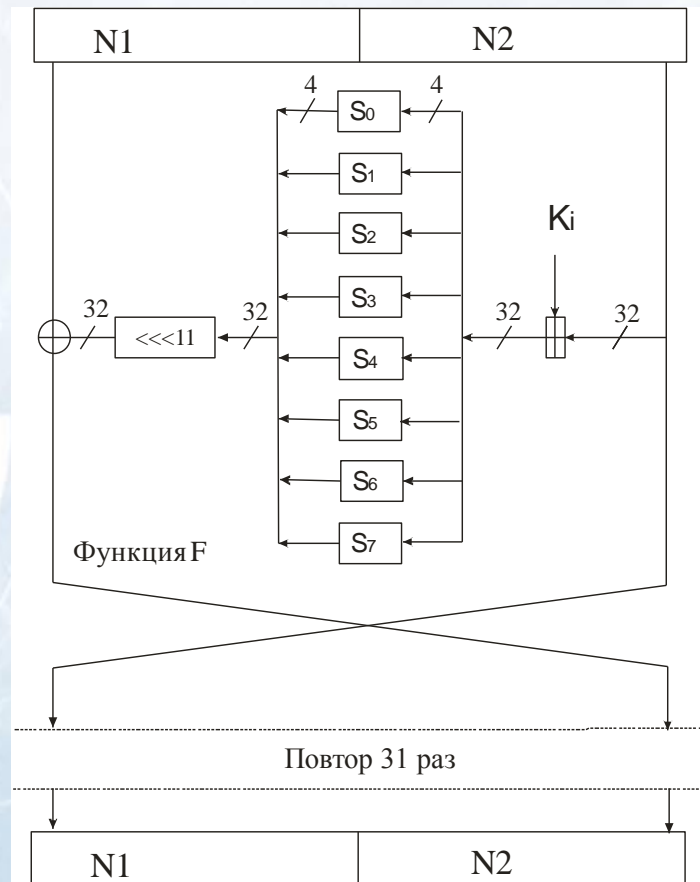 N1 N2
4 4
S0
S1
S2
Ki
S3
32 <<<11 32 32 32
S4
S5
S6
S7
Функция F
Повтор 31 раз
N1 N2